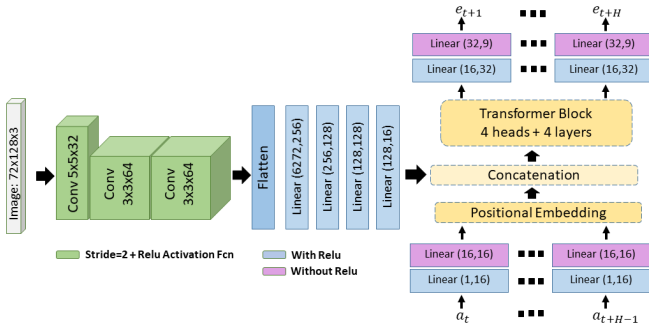 Image: 72x128x3
Conv 5x5x32
Conv
3x3x64
Conv
3x3x64
Stride=2 + Relu Activation Fcn
Flatten
Linear (6272,256)
Linear (256,128)
Linear (128,128)
Linear (128,16)
With Relu
Without Relu
e_{t+1}
e_{t+H}
Linear (32,9)
Linear (32,9)
Linear (16,32)
Linear (16,32)
Transformer Block
4 heads + 4 layers
Concatenation
Positional Embedding
Linear (16,16)
Linear (16,16)
Linear (1,16)
Linear (1,16)
a_t
a_{t+H-1}